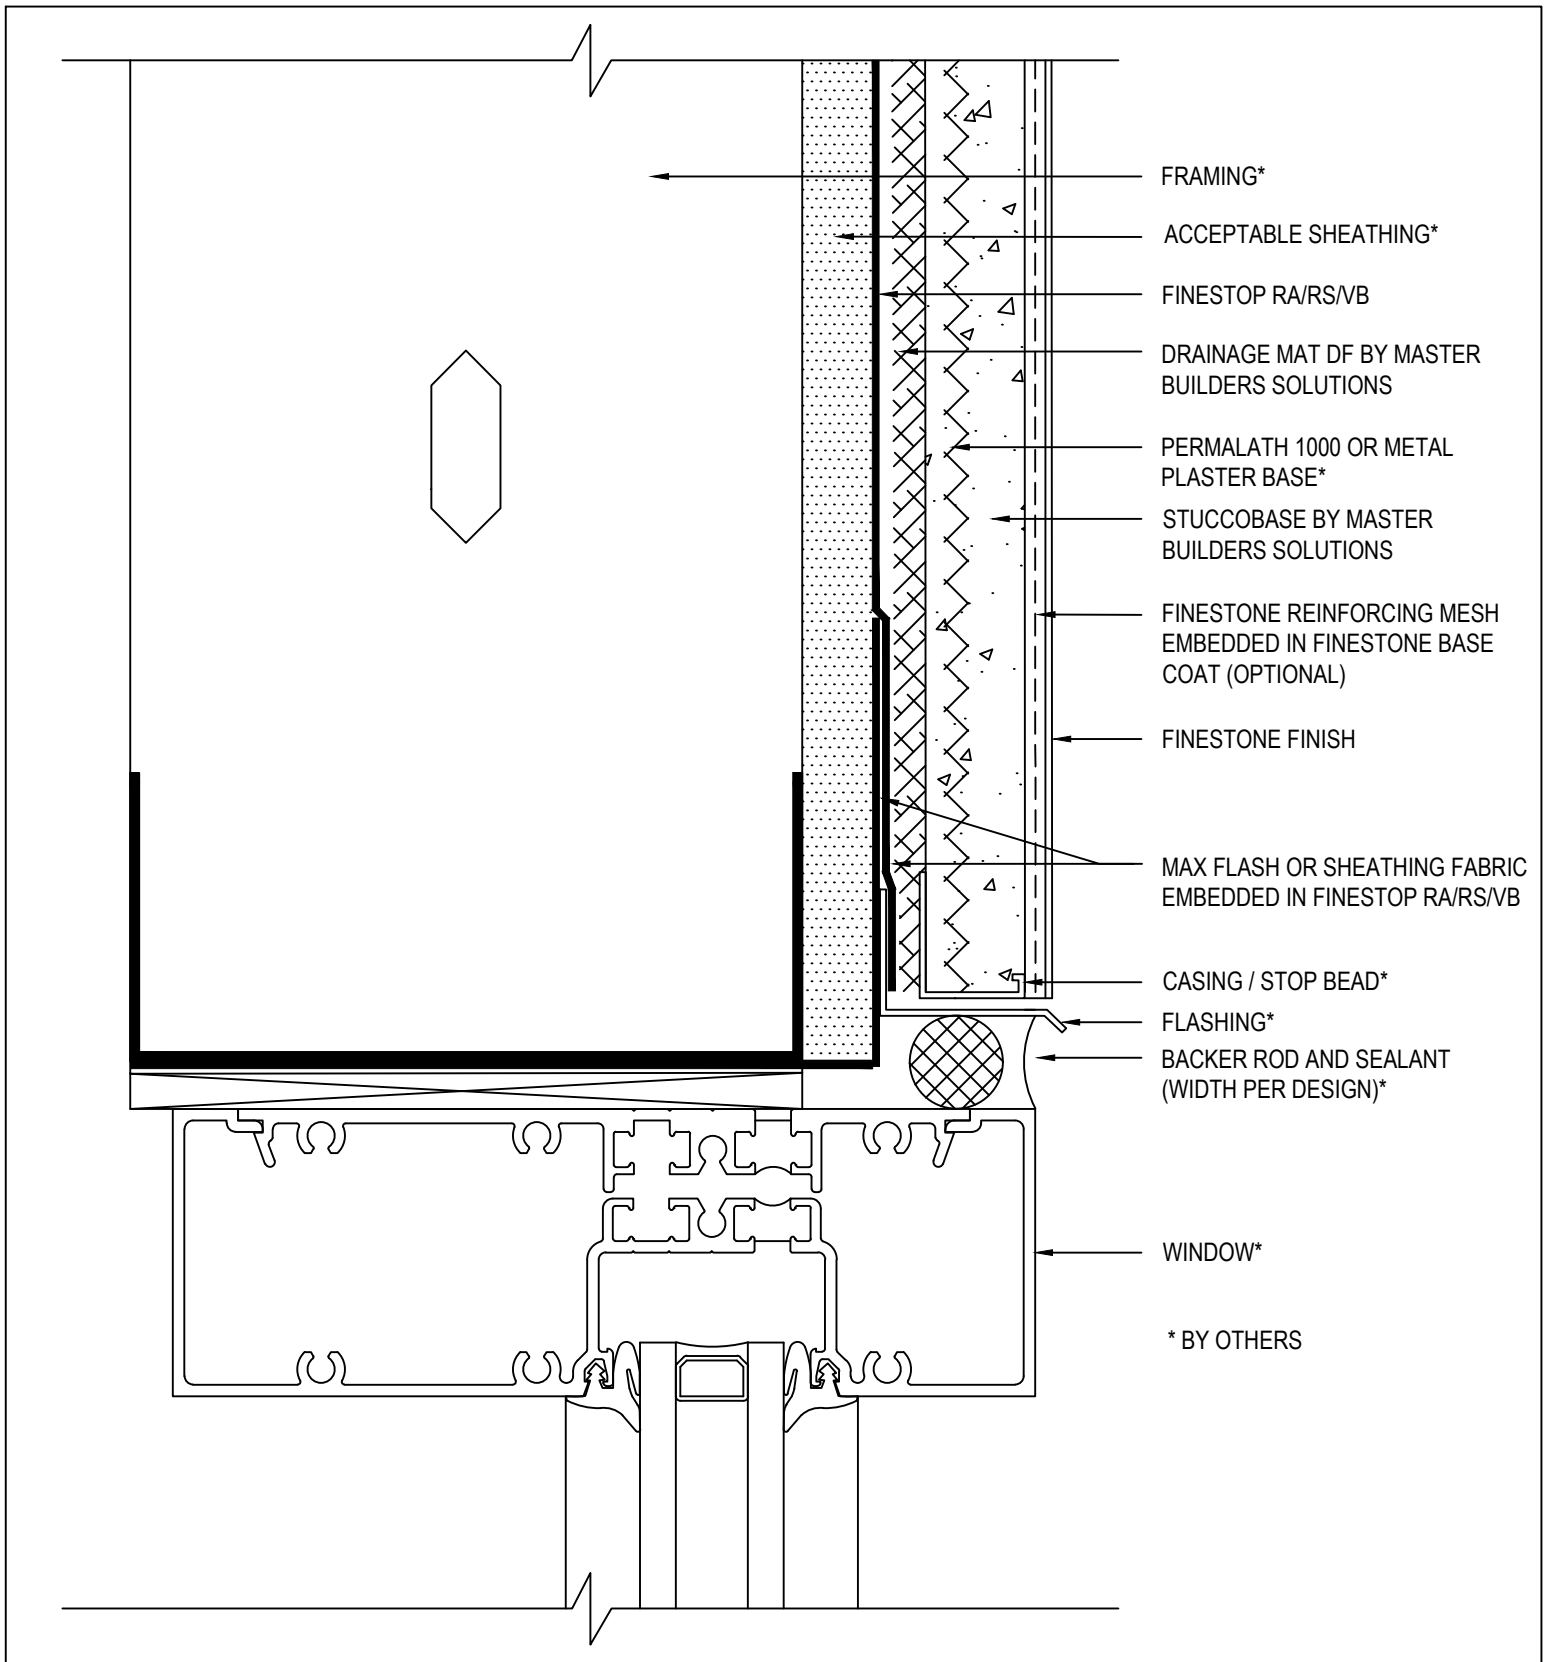 FRAMING*
ACCEPTABLE SHEATHING*
FINESTOP RA/RS/VB
DRAINAGE MAT DF BY MASTER
BUILDERS SOLUTIONS
PERMALATH 1000 OR METAL
PLASTER BASE*
STUCCOBASE BY MASTER
BUILDERS SOLUTIONS
FINESTONE REINFORCING MESH
EMBEDDED IN FINESTONE BASE
COAT (OPTIONAL)
FINESTONE FINISH
MAX FLASH OR SHEATHING FABRIC
EMBEDDED IN FINESTOP RA/RS/VB
CASING / STOP BEAD*
FLASHING*
BACKER ROD AND SEALANT
(WIDTH PER DESIGN)*
WINDOW*
* BY OTHERS